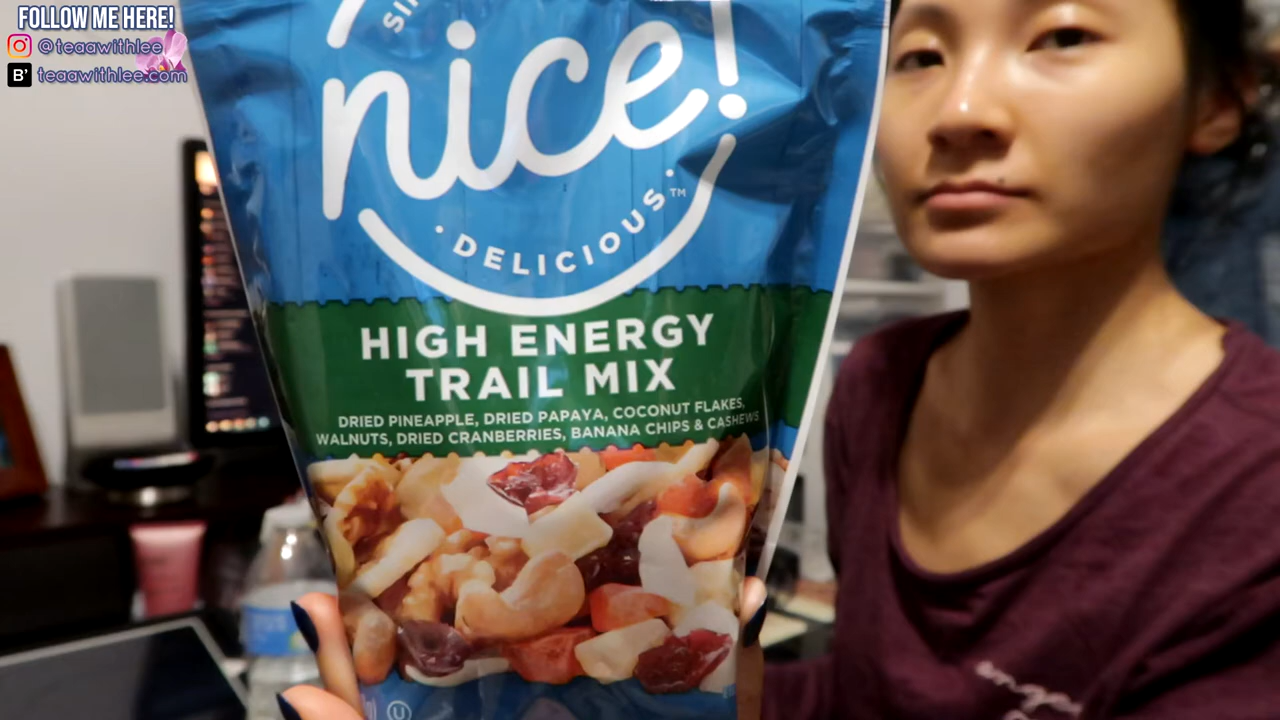 FOLLOW ME HERE!
@teaawithlee
B'
teaawithlee.com
nice!
· DELICIOUS · ™
HIGH ENERGY
TRAIL MIX
DRIED PINEAPPLE, DRIED PAPAYA, COCONUT FLAKES,
WALNUTS, DRIED CRANBERRIES, BANANA CHIPS & CASHEWS
U